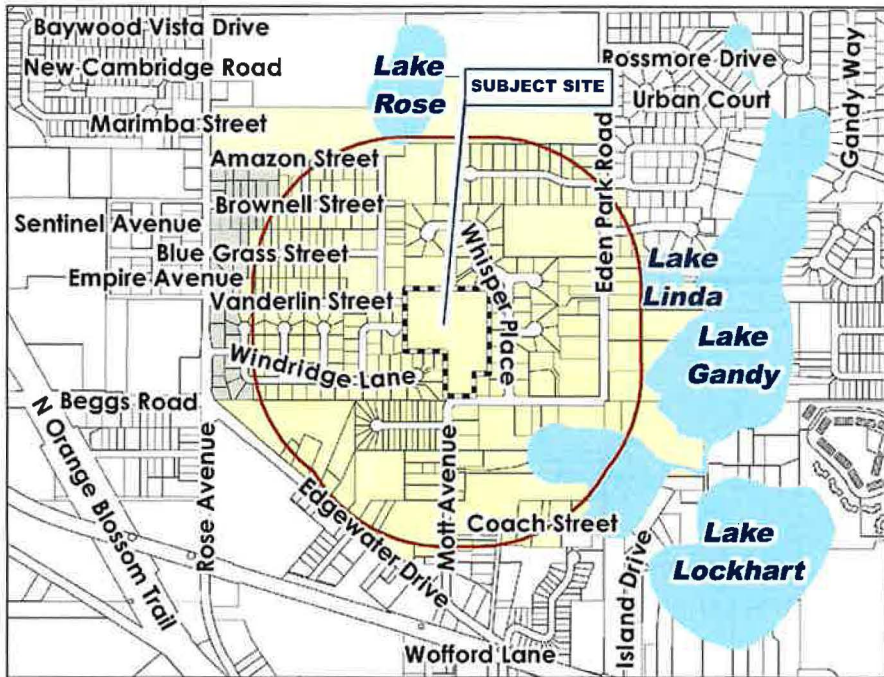 Baywood Vista Drive
New Cambridge Road
Marimba Street
Lake
Rose
SUBJECT SITE
Rossmore Drive
Urban Court
Gandy Way
Amazon Street
Brownell Street
Sentinel Avenue
Blue Grass Street
Empire Avenue
Vanderlin Street
Whisper Place
Eden Park Road
Lake
Linda
Lake
Gandy
Windridge Lane
Beggs Road
N Orange Blossom Trail
Rose Avenue
Edgewater Drive
Mott Avenue
Coach Street
Island Drive
Lake
Lockhart
Wofford Lane